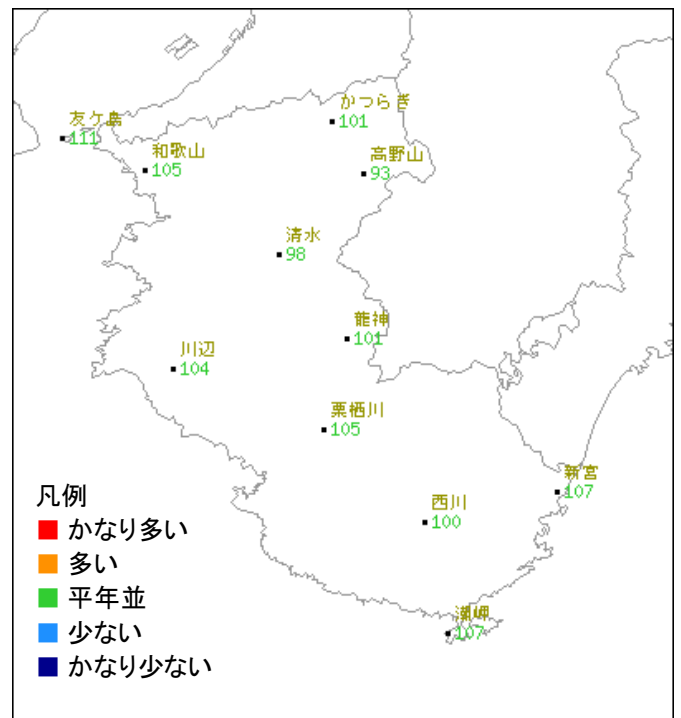 かつらぎ
101
友ケ島
111
和歌山
105
高野山
93
清水
98
龍神
101
川辺
104
栗栖川
105
新宮
107
西川
100
潮岬
107
凡例
かなり多い
多い
平年並
少ない
かなり少ない